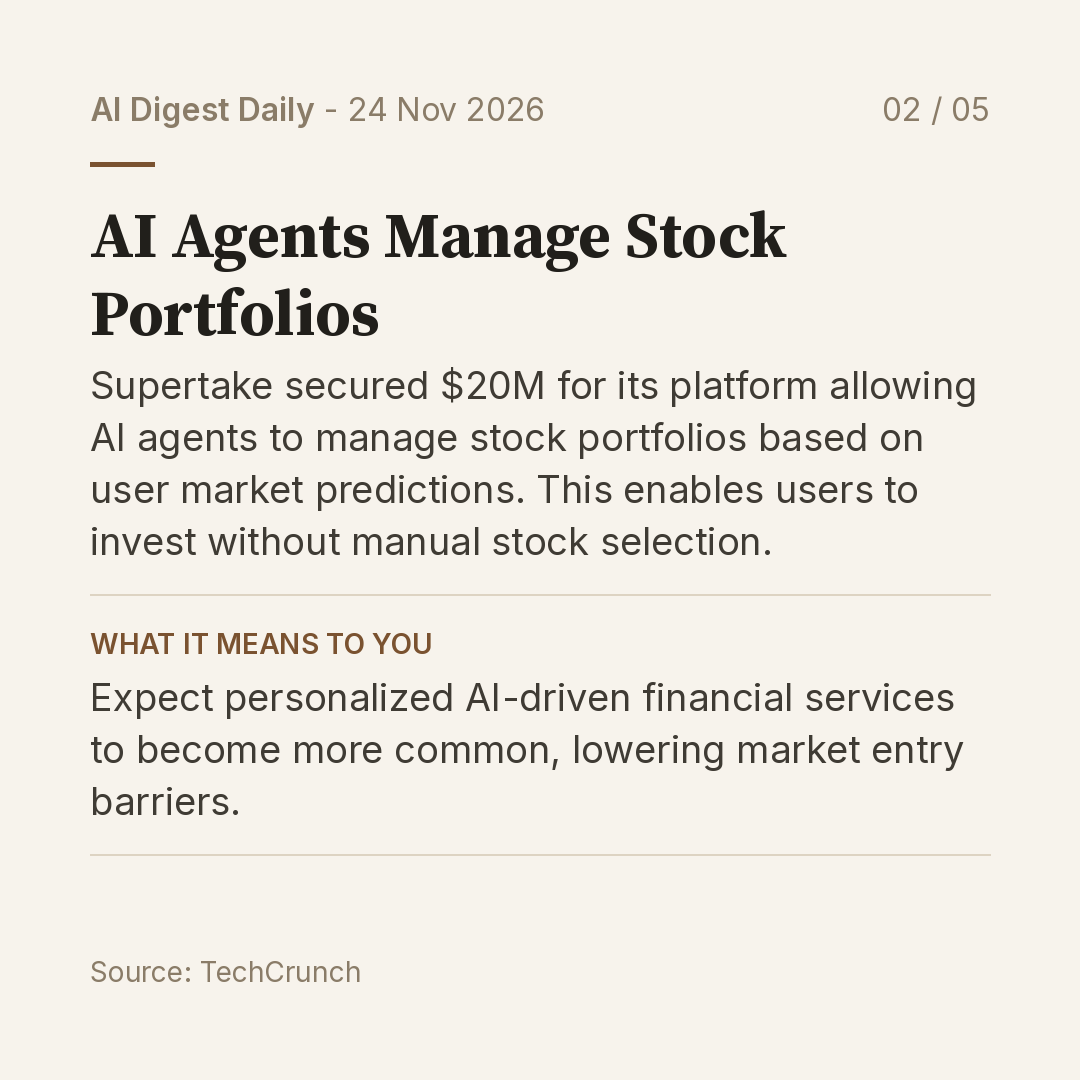 AI Digest Daily - 24 Nov 2026
02 / 05
AI Agents Manage Stock
Portfolios
Supertake secured $20M for its platform allowing
AI agents to manage stock portfolios based on
user market predictions. This enables users to
invest without manual stock selection.
WHAT IT MEANS TO YOU
Expect personalized AI-driven financial services
to become more common, lowering market entry
barriers.
Source: TechCrunch